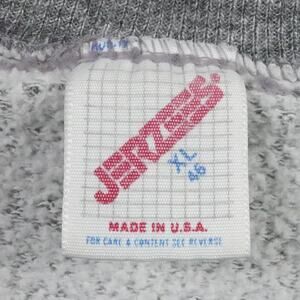 JERZEES
XL
46
MADE IN U.S.A.
FOR CARE & CONTENT SEE REVERSE